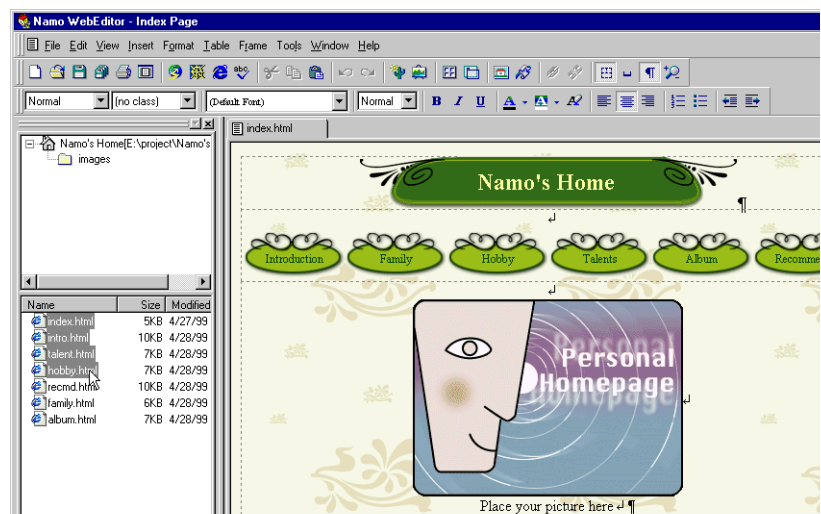 Namo WebEditor - Index Page
File Edit View Insert Format Table Frame Tools Window Help
abc
Normal (no class) (Default Font) Normal B I U A A A
index.html
Namo's Home[E:\project\Namo's
images
Name Size Modified
index.html 5KB 4/27/99
intro.html 10KB 4/28/99
talent.html 7KB 4/28/99
hobby.html 7KB 4/28/99
recmd.html 10KB 4/28/99
family.html 6KB 4/28/99
album.html 7KB 4/28/99
Namo's Home
Introduction Family Hobby Talents Album Recomme
Personal
Homepage
Place your picture here